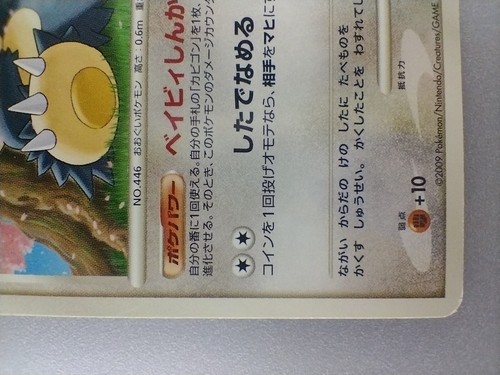 NO.446 おおぐいポケモン 高さ：0.6m 重
ポケパワー ベイビィしんか
自分の番に1回使える。自分の手札の「カビゴン」を1枚、
進化させる。そのとき、このポケモンのダメージカウンタ
したでなめる
コインを1回投げオモテなら、相手をマヒに
ながい からだの けの したに たべものを
かくす しゅうせい。かくしたことを わすれてし
弱点 +10 抵抗力
©2009 Pokémon/Nintendo/Creatures/GAME